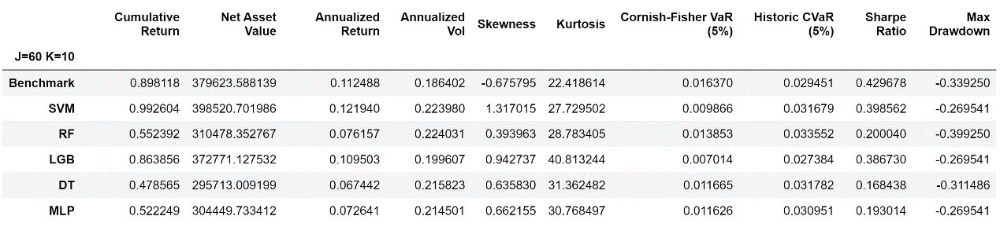 Cumulative Return Net Asset Value Annualized Return Annualized Vol Skewness Kurtosis Cornish-Fisher VaR (5%) Historic CVaR (5%) Sharpe Ratio Max Drawdown
J=60 K=10
Benchmark 0.898118 379623.588139 0.112488 0.186402 -0.675795 22.418614 0.016370 0.029451 0.429678 -0.339250
SVM 0.992604 398520.701986 0.121940 0.223980 1.317015 27.729502 0.009866 0.031679 0.398562 -0.269541
RF 0.552392 310478.352767 0.076157 0.224031 0.393963 28.783405 0.013853 0.033552 0.200040 -0.399250
LGB 0.863856 372771.127532 0.109503 0.199607 0.942737 40.813244 0.007014 0.027384 0.386730 -0.269541
DT 0.478565 295713.009199 0.067442 0.215823 0.635830 31.362482 0.011665 0.031782 0.168438 -0.311486
MLP 0.522249 304449.733412 0.072641 0.214501 0.662155 30.768497 0.011626 0.030951 0.193014 -0.269541